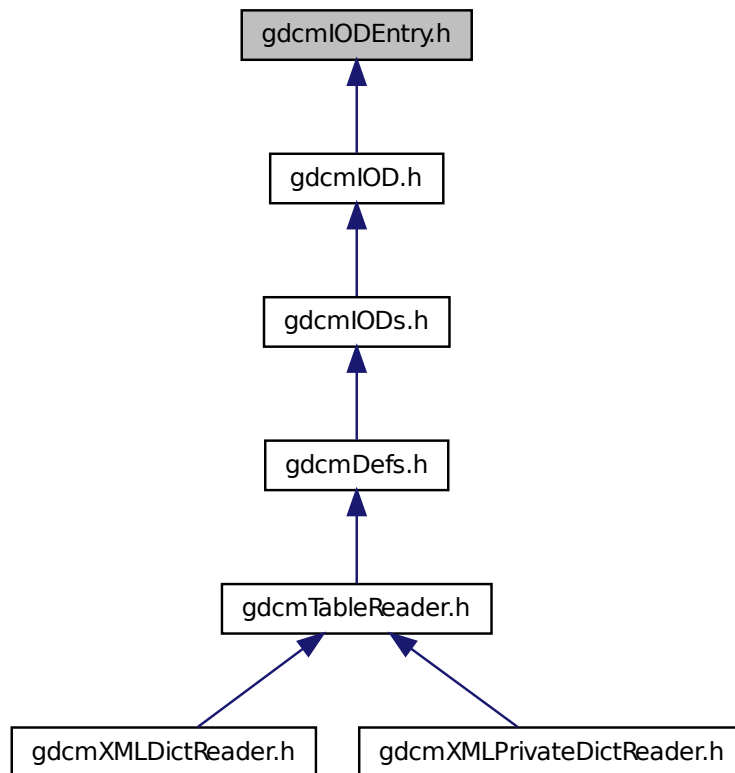 gdcmIODEntry.h
gdcmIOD.h
gdcmIODs.h
gdcmDefs.h
gdcmTableReader.h
gdcmXMLDictReader.h
gdcmXMLPrivateDictReader.h